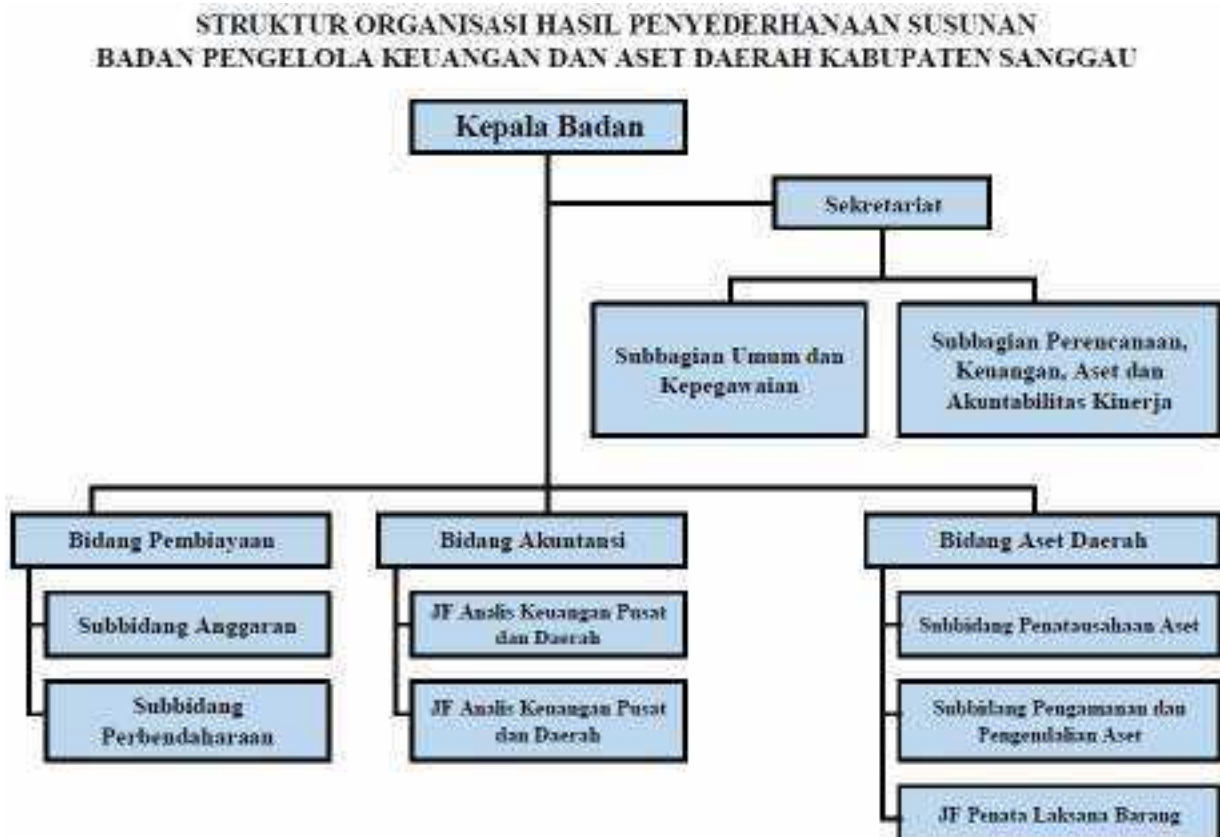 STRUKTUR ORGANISASI HASIL PENYEDERHANAAN SUSUNAN
BADAN PENGELOLA KEUANGAN DAN ASET DAERAH KABUPATEN SANGGAU
Kepala Badan
Sekretariat
Subbagian Umum dan
Kepegawaian
Subbagian Perencanaan,
Keuangan, Aset dan
Akuntabilitas Kinerja
Bidang Pembiayaan
Subbidang Anggaran
Subbidang
Perbendaharaan
Bidang Akuntansi
JF Analis Keuangan Pusat
dan Daerah
JF Analis Keuangan Pusat
dan Daerah
Bidang Aset Daerah
Subbidang Penatausahaan Aset
Subbidang Pengamanan dan
Pengendalian Aset
JF Penata Laksana Barang